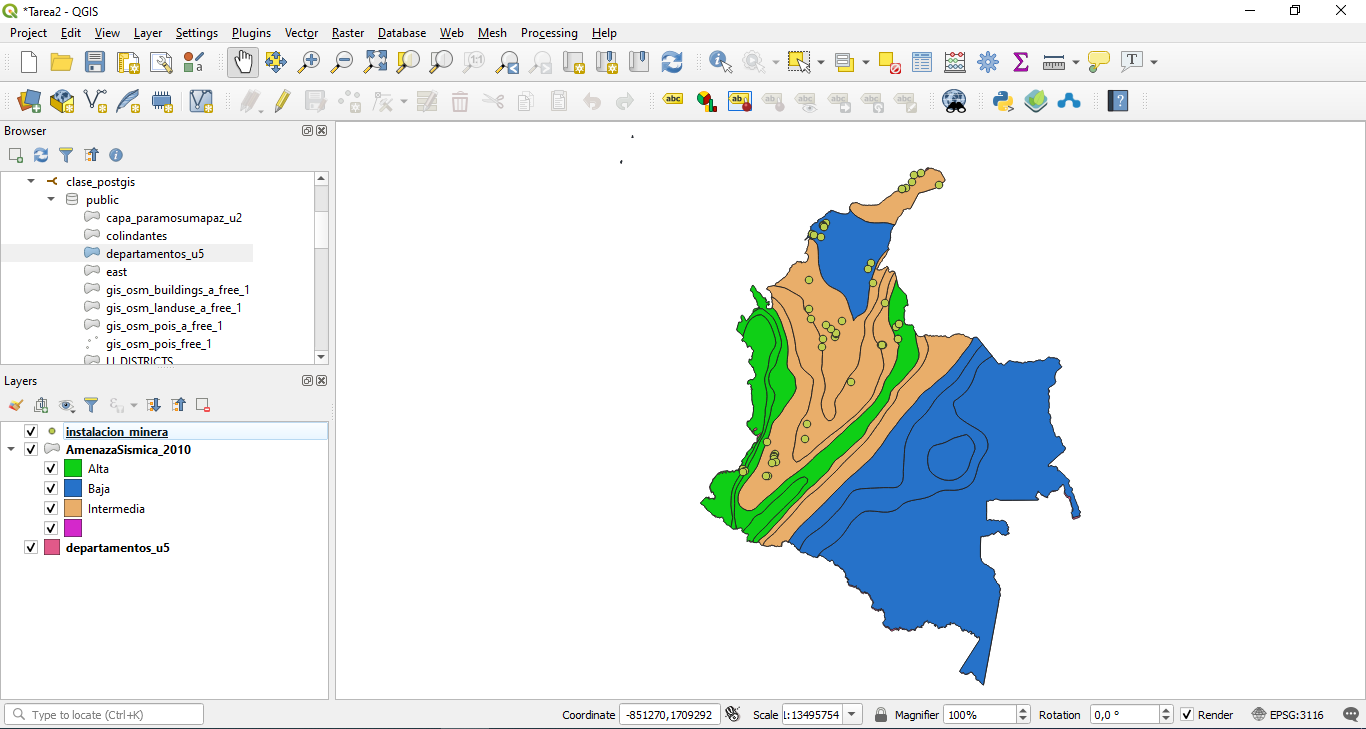 *Tarea2 - QGIS
Project Edit View Layer Settings Plugins Vector Raster Database Web Mesh Processing Help
Browser
clase_postgis
public
capa_paramosumapaz_u2
colindantes
departamentos_u5
east
gis_osm_buildings_a_free_1
gis_osm_landuse_a_free_1
gis_osm_pois_a_free_1
gis_osm_pois_free_1
Layers
instalacion_minera
AmenazaSismica_2010
Alta
Baja
Intermedia
departamentos_u5
Type to locate (Ctrl+K)
Coordinate -851270,1709292 Scale 1:13495754 Magnifier 100% Rotation 0,0 ° Render EPSG:3116